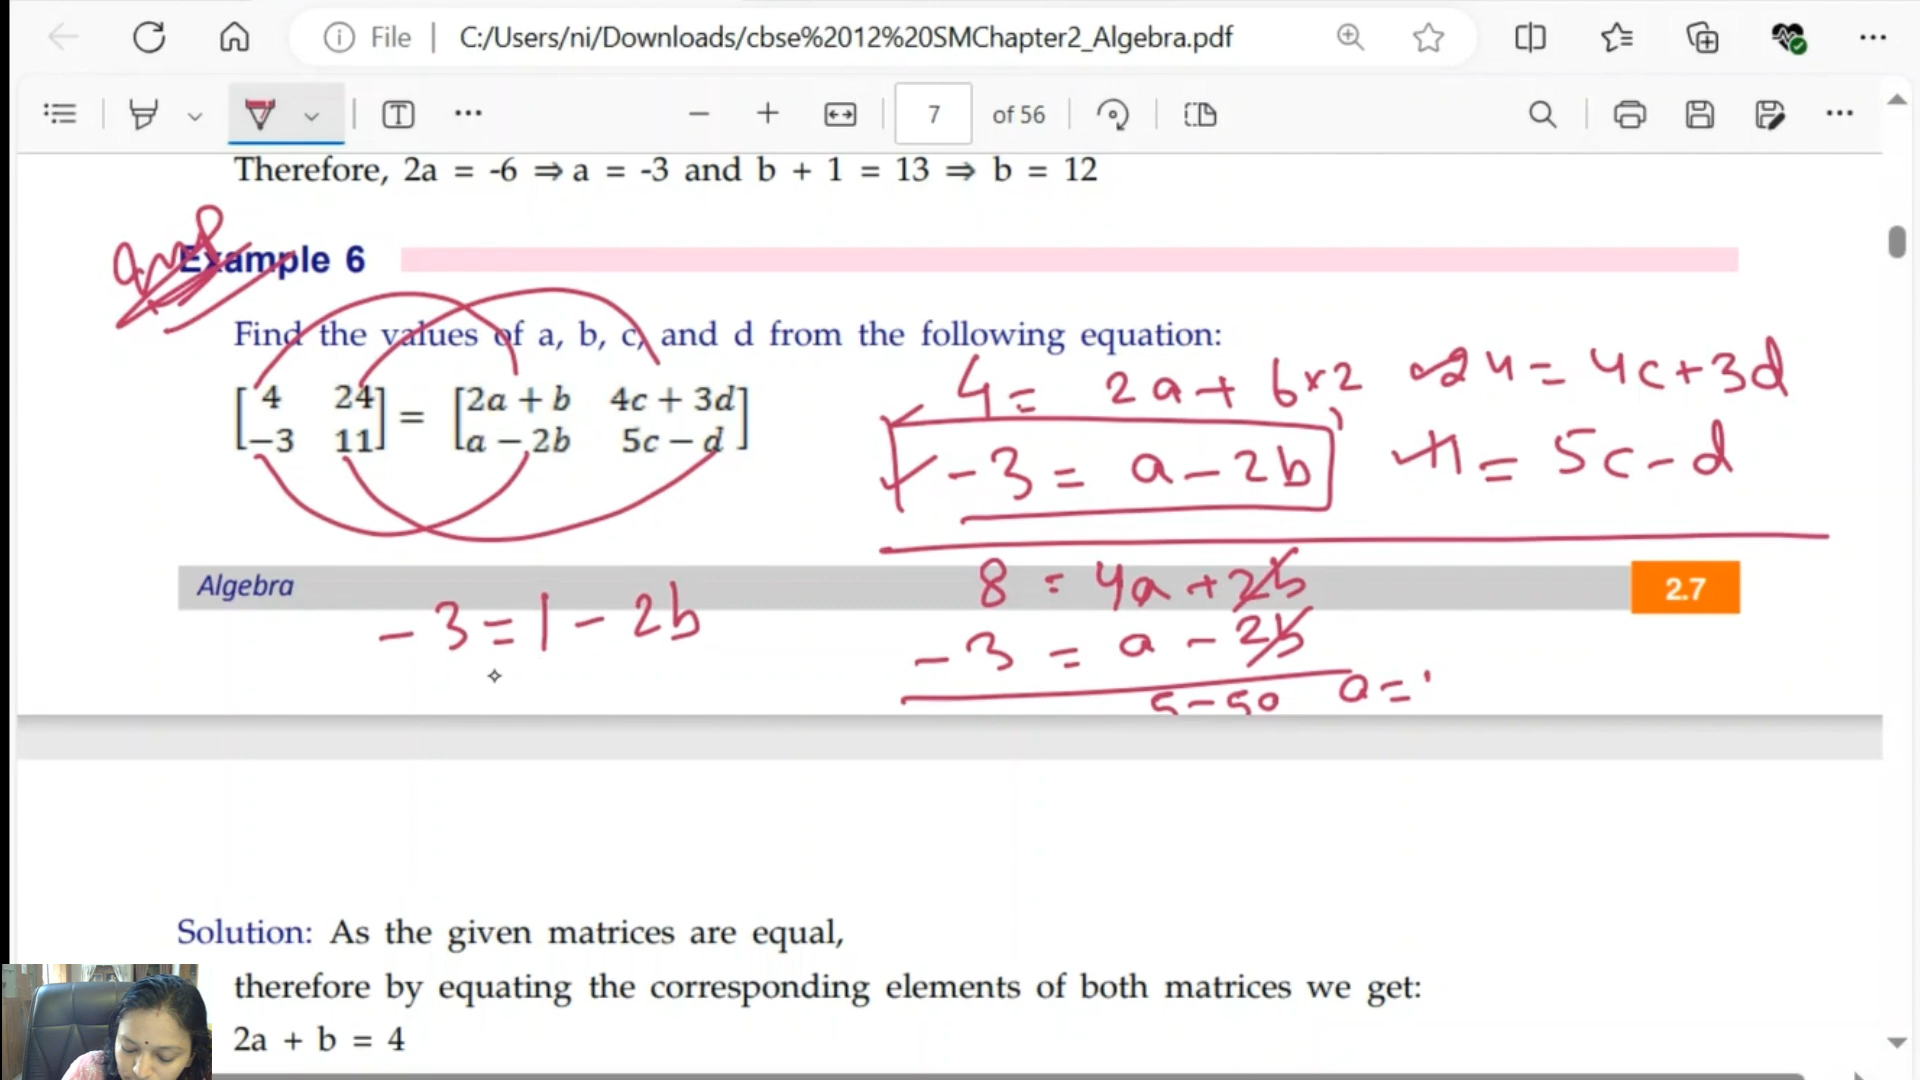 File | C:/Users/ni/Downloads/cbse%2012%20SMChapter2_Algebra.pdf
7 of 56
Therefore, 2a = -6 ⇒ a = -3 and b + 1 = 13 ⇒ b = 12
Example 6
Find the values of a, b, c, and d from the following equation:
[4 24] = [2a + b 4c + 3d]
[−3 11] [a − 2b 5c − d]
4 = 2a + b × 2
24 = 4c + 3d
-3 = a - 2b
11 = 5c - d
8 = 4a + 2b
-3 = a - 2b
5 = 5a a =
Algebra
2.7
-3 = 1 - 2b
Solution: As the given matrices are equal,
therefore by equating the corresponding elements of both matrices we get:
2a + b = 4